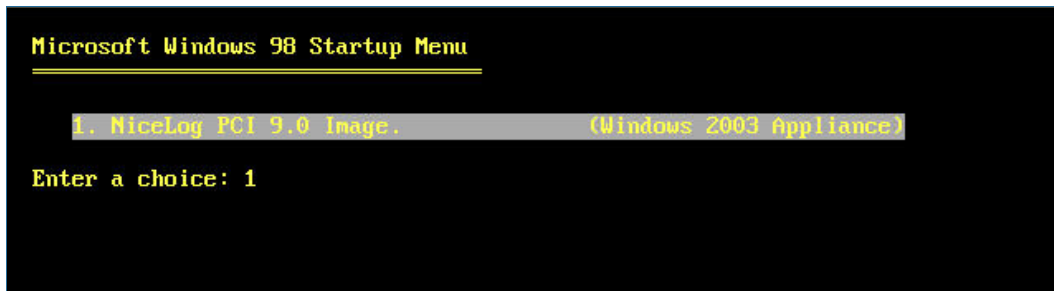 Microsoft Windows 98 Startup Menu
1. NiceLog PCI 9.0 Image. (Windows 2003 Appliance)
Enter a choice: 1